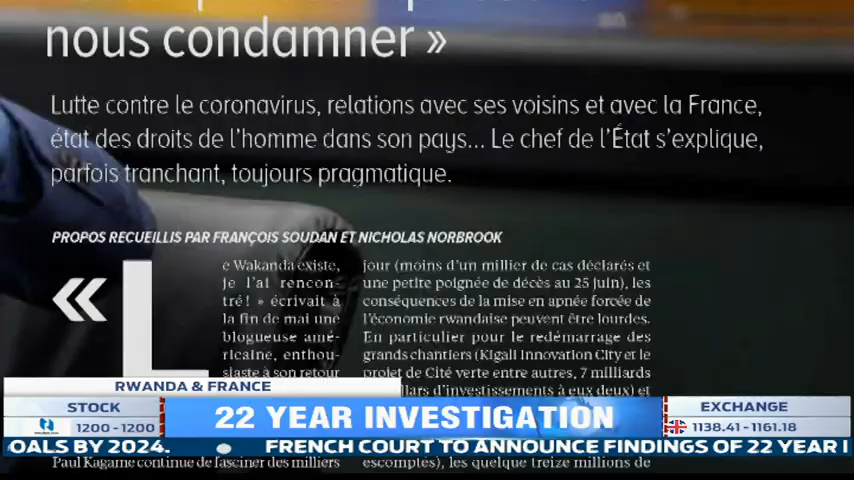 nous condamner »
Lutte contre le coronavirus, relations avec ses voisins et avec la France,
état des droits de l'homme dans son pays... Le chef de l'État s'explique,
parfois tranchant, toujours pragmatique.
PROPOS RECUEILLIS PAR FRANÇOIS SOUDAN ET NICHOLAS NORBROOK
« L
e Wakanda existe,
je l'ai rencon-
tré ! » écrivait à
la fin de mai une
blogueuse amé-
ricaine, enthou-
siaste à son retour
jour (moins d'un millier de cas déclarés et
une petite poignée de décès au 25 juin), les
conséquences de la mise en apnée forcée de
l'économie rwandaise peuvent être lourdes.
En particulier pour le redémarrage des
grands chantiers (Kigali Innovation City et le
projet de Cité verte entre autres, 7 milliards
d'investissements à eux deux) et
RWANDA & FRANCE
STOCK
1200 - 1200
22 YEAR INVESTIGATION
EXCHANGE
1138.41 - 1161.18
OALS BY 2024. FRENCH COURT TO ANNOUNCE FINDINGS OF 22 YEAR I
Paul Kagame continue de fasciner des milliers
escomptés), les quelque treize millions de